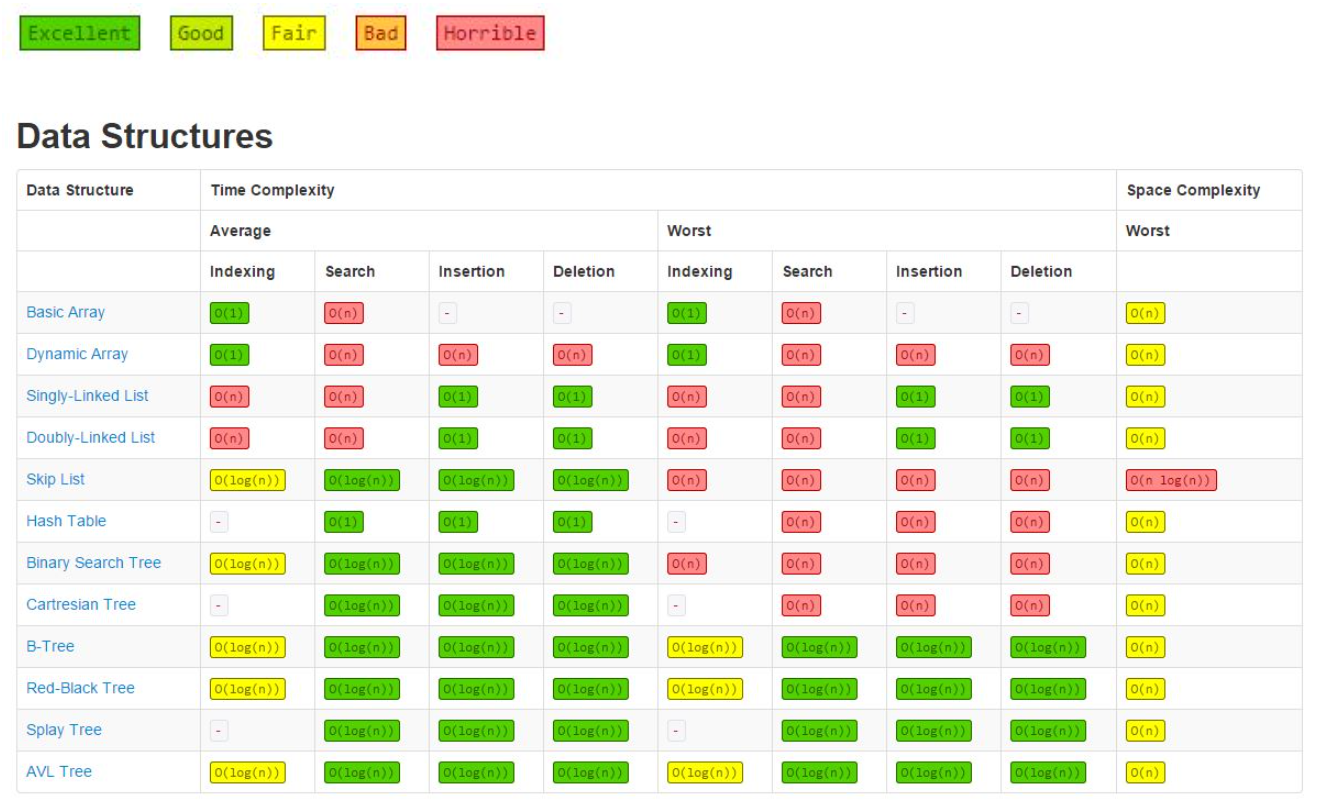 Excellent Good Fair Bad Horrible
Data Structures
Data Structure Time Complexity Space Complexity
Average Worst Worst
Indexing Search Insertion Deletion Indexing Search Insertion Deletion
Basic Array O(1) O(n) - - O(1) O(n) - - O(n)
Dynamic Array O(1) O(n) O(n) O(n) O(1) O(n) O(n) O(n) O(n)
Singly-Linked List O(n) O(n) O(1) O(1) O(n) O(n) O(1) O(1) O(n)
Doubly-Linked List O(n) O(n) O(1) O(1) O(n) O(n) O(1) O(1) O(n)
Skip List O(log(n)) O(log(n)) O(log(n)) O(log(n)) O(n) O(n) O(n) O(n) O(n log(n))
Hash Table - O(1) O(1) O(1) - O(n) O(n) O(n) O(n)
Binary Search Tree O(log(n)) O(log(n)) O(log(n)) O(log(n)) O(n) O(n) O(n) O(n) O(n)
Cartresian Tree - O(log(n)) O(log(n)) O(log(n)) - O(n) O(n) O(n) O(n)
B-Tree O(log(n)) O(log(n)) O(log(n)) O(log(n)) O(log(n)) O(log(n)) O(log(n)) O(log(n)) O(n)
Red-Black Tree O(log(n)) O(log(n)) O(log(n)) O(log(n)) O(log(n)) O(log(n)) O(log(n)) O(log(n)) O(n)
Splay Tree - O(log(n)) O(log(n)) O(log(n)) - O(log(n)) O(log(n)) O(log(n)) O(n)
AVL Tree O(log(n)) O(log(n)) O(log(n)) O(log(n)) O(log(n)) O(log(n)) O(log(n)) O(log(n)) O(n)